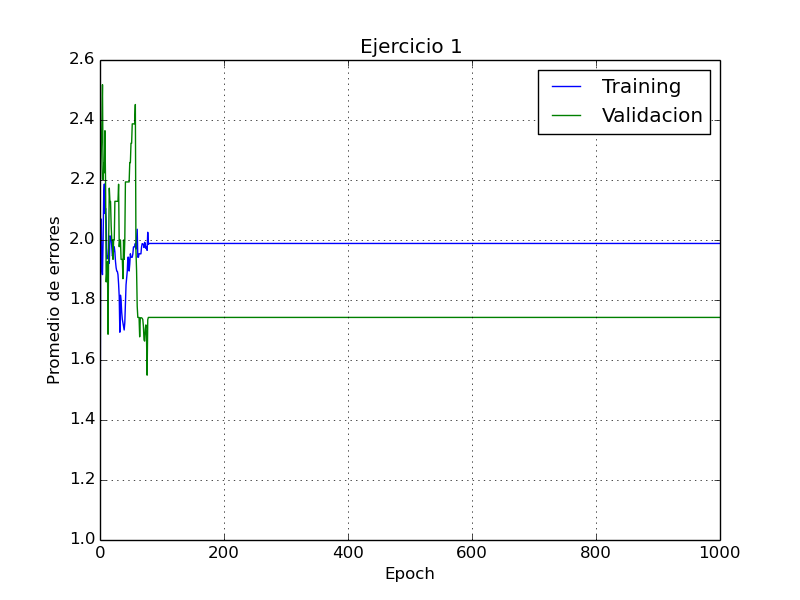 Ejercicio 1
Training
Validacion
Promedio de errores
2.6
2.4
2.2
2.0
1.8
1.6
1.4
1.2
1.0
0 200 400 600 800 1000
Epoch